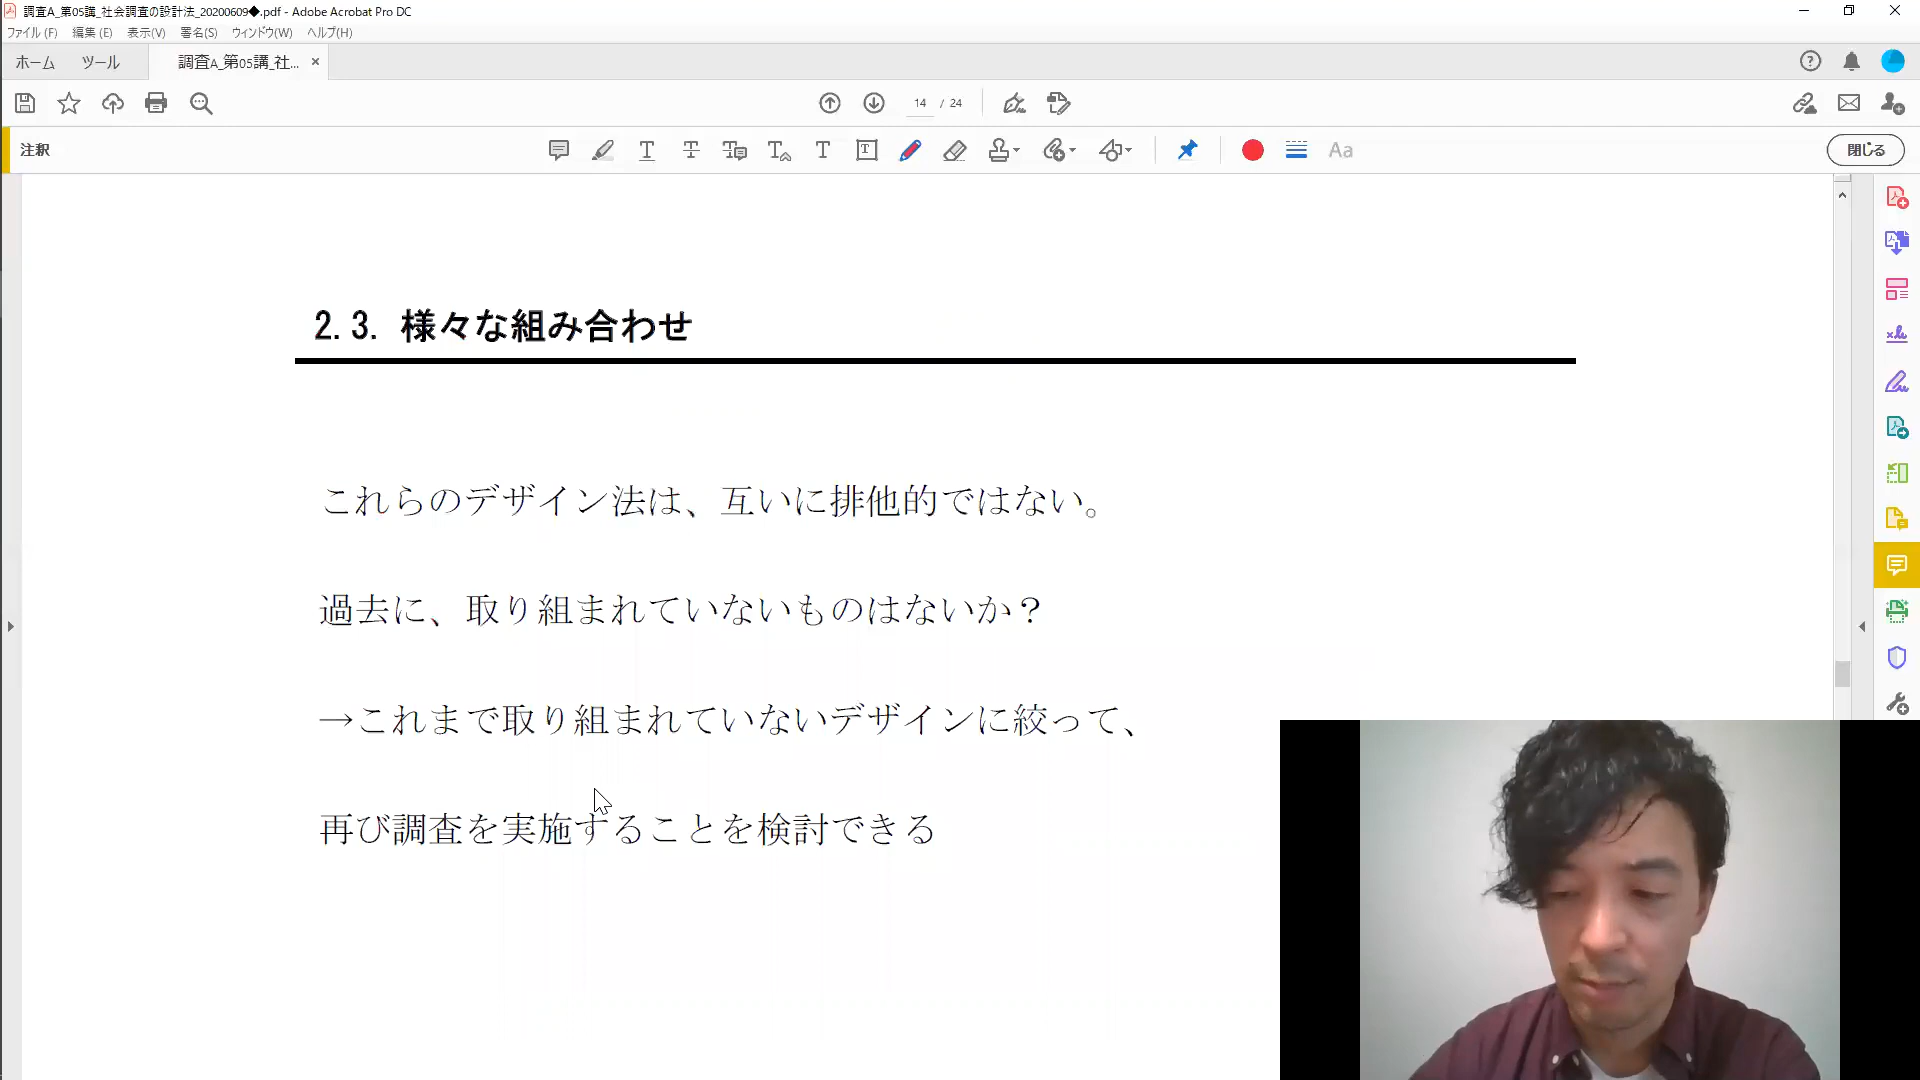 調査A_第05講_社会調査の設計法_20200609◆.pdf - Adobe Acrobat Pro DC
ファイル(F) 編集(E) 表示(V) 署名(S) ウィンドウ(W) ヘルプ(H)
ホーム ツール 調査A_第05講_社... ×
14 / 24
注釈 Aa 閉じる
2.3. 様々な組み合わせ
これらのデザイン法は、互いに排他的ではない。
過去に、取り組まれていないものはないか？
→これまで取り組まれていないデザインに絞って、
再び調査を実施することを検討できる